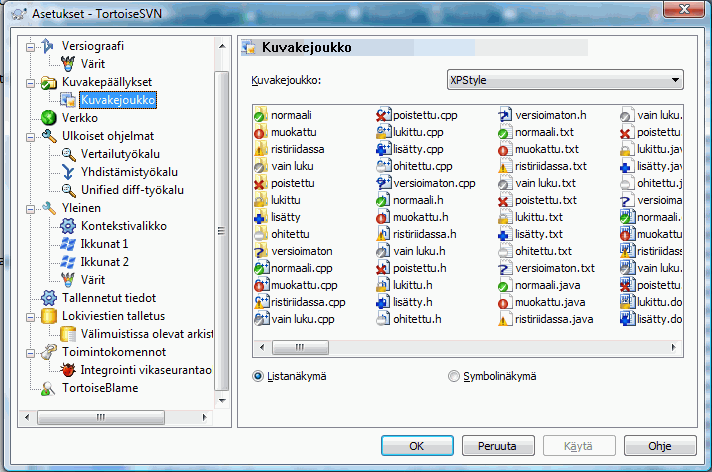 Asetukset - TortoiseSVN
Versiograafi
Värit
Kuvakepäällykset
Kuvakejoukko
Verkko
Ulkoiset ohjelmat
Vertailutyökalu
Yhdistämistyökalu
Unified diff-työkalu
Yleinen
Kontekstivalikko
Ikkunat 1
Ikkunat 2
Värit
Tallennetut tiedot
Lokiviestien talletus
Välimuistissa olevat arkist
Toimintokomennot
Integrointi vikaseurantao
TortoiseBlame
Kuvakejoukko
Kuvakejoukko:
XPStyle
normaali
muokattu
ristiriidassa
vain luku
poistettu
lukittu
lisätty
ohitettu
versioimaton
normaali.cpp
muokattu.cpp
ristiriidassa.cpp
vain luku.cpp
poistettu.cpp
lukittu.cpp
lisätty.cpp
ohitettu.cpp
versioimaton.cpp
normaali.h
muokattu.h
ristiriidassa.h
vain luku.h
poistettu.h
lukittu.h
lisätty.h
ohitettu.h
versioimaton.h
normaali.txt
muokattu.txt
ristiriidassa.txt
vain luku.txt
poistettu.txt
lukittu.txt
lisätty.txt
ohitettu.txt
versioimaton.txt
normaali.java
muokattu.java
ristiriidassa.java
vain luku.
poistettu.
lukittu.jav
lisätty.jav
ohitettu.j
versioimat
normaali.
muokattu.
ristiriidas
vain luku.
poistettu.
lukittu.do
lisätty.do
Listanäkymä
Symbolinäkymä
OK
Peruuta
Käytä
Ohje